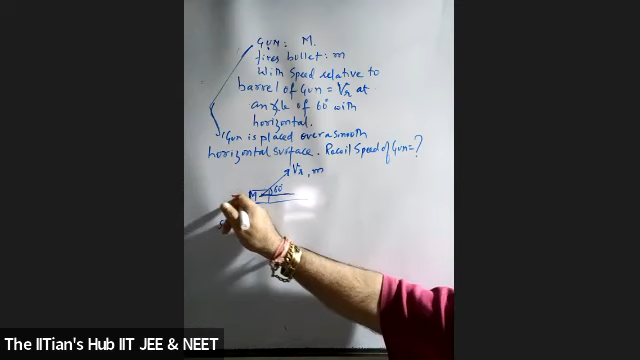 Gun: M.
fires bullet: m
With speed relative to
barrel of Gun = Vr at
angle of 60° with
horizontal.
Gun is placed over a smooth
horizontal surface. Recoil Speed of Gun = ?
Vr, m
M 60°
The IITian's Hub IIT JEE & NEET